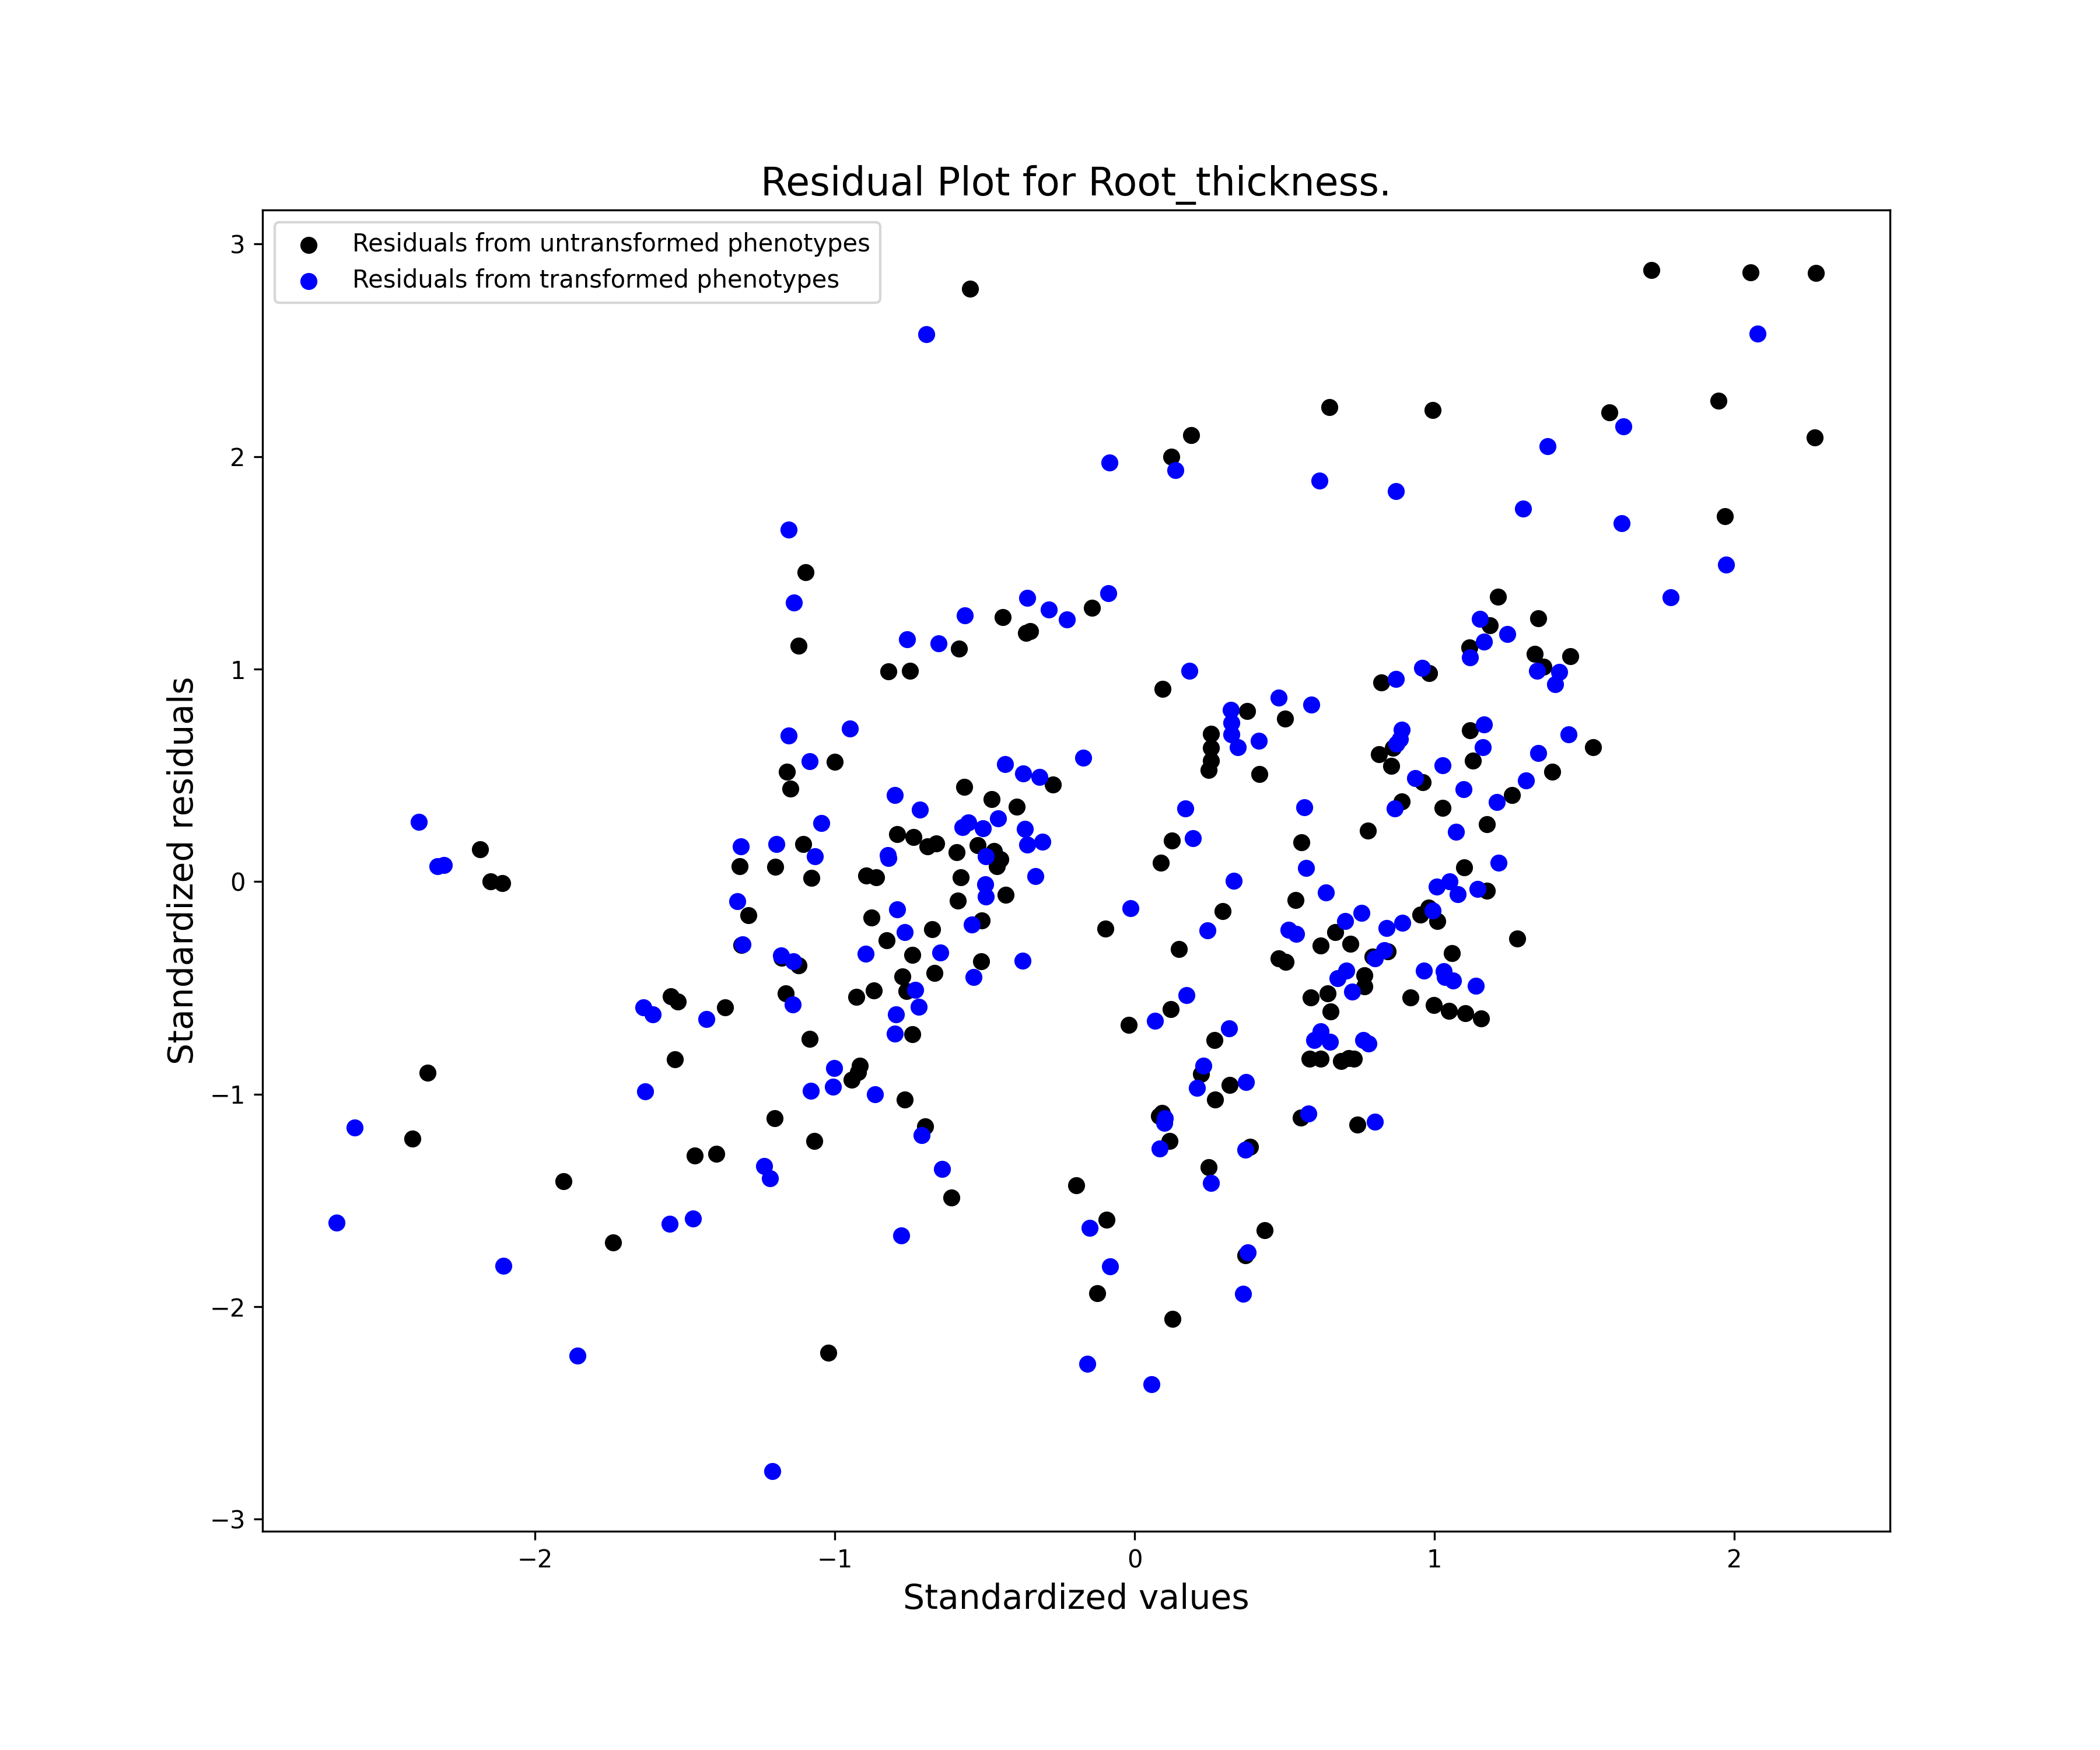 Residual Plot for Root_thickness.
Residuals from untransformed phenotypes
Residuals from transformed phenotypes
3
2
1
0
−1
−2
−3
Standardized residuals
−2
−1
0
1
2
Standardized values